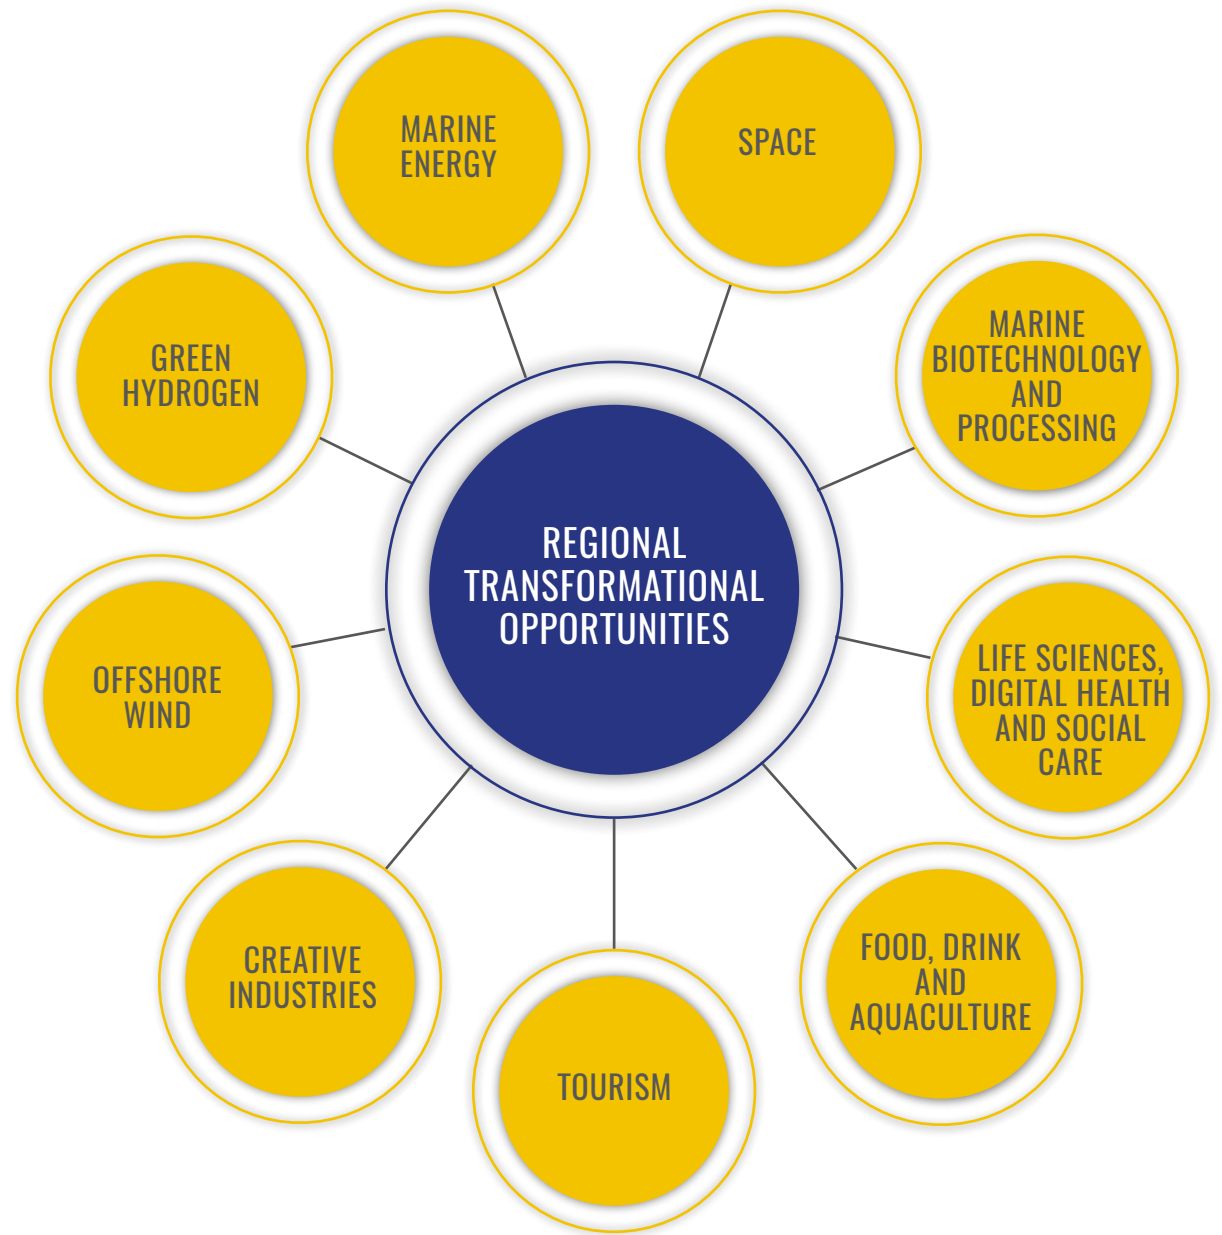 MARINE
ENERGY
SPACE
GREEN
HYDROGEN
MARINE
BIOTECHNOLOGY
AND
PROCESSING
REGIONAL
TRANSFORMATIONAL
OPPORTUNITIES
OFFSHORE
WIND
LIFE SCIENCES,
DIGITAL HEALTH
AND SOCIAL
CARE
CREATIVE
INDUSTRIES
FOOD, DRINK
AND
AQUACULTURE
TOURISM